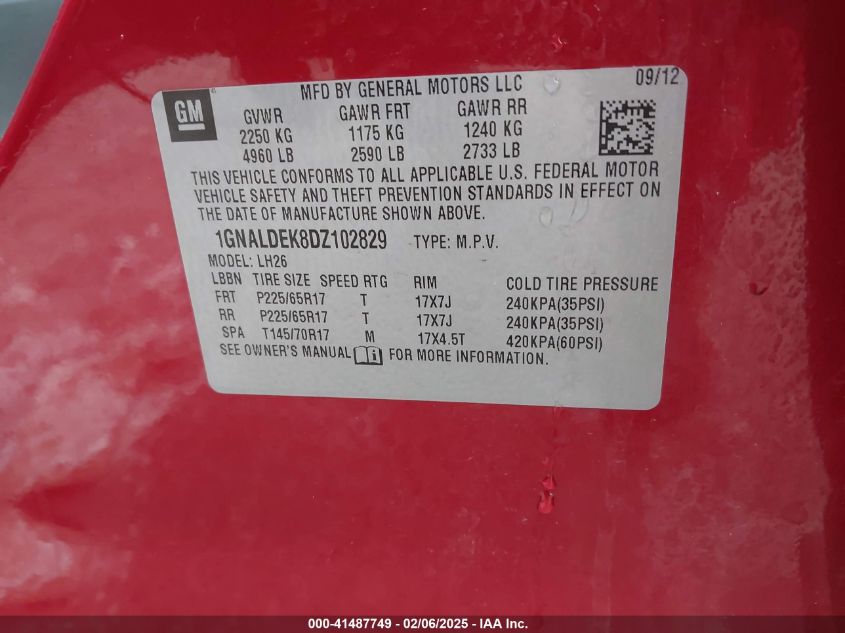 GM
MFD BY GENERAL MOTORS LLC 09/12
GVWR GAWR FRT GAWR RR
2250 KG 1175 KG 1240 KG
4960 LB 2590 LB 2733 LB
THIS VEHICLE CONFORMS TO ALL APPLICABLE U.S. FEDERAL MOTOR
VEHICLE SAFETY AND THEFT PREVENTION STANDARDS IN EFFECT ON
THE DATE OF MANUFACTURE SHOWN ABOVE.
1GNALDEK8DZ102829 TYPE: M.P.V.
MODEL: LH26
LBBN TIRE SIZE SPEED RTG RIM COLD TIRE PRESSURE
FRT P225/65R17 T 17X7J 240KPA(35PSI)
RR P225/65R17 T 17X7J 240KPA(35PSI)
SPA T145/70R17 M 17X4.5T 420KPA(60PSI)
SEE OWNER'S MANUAL FOR MORE INFORMATION.
000-41487749 - 02/06/2025 - IAA Inc.